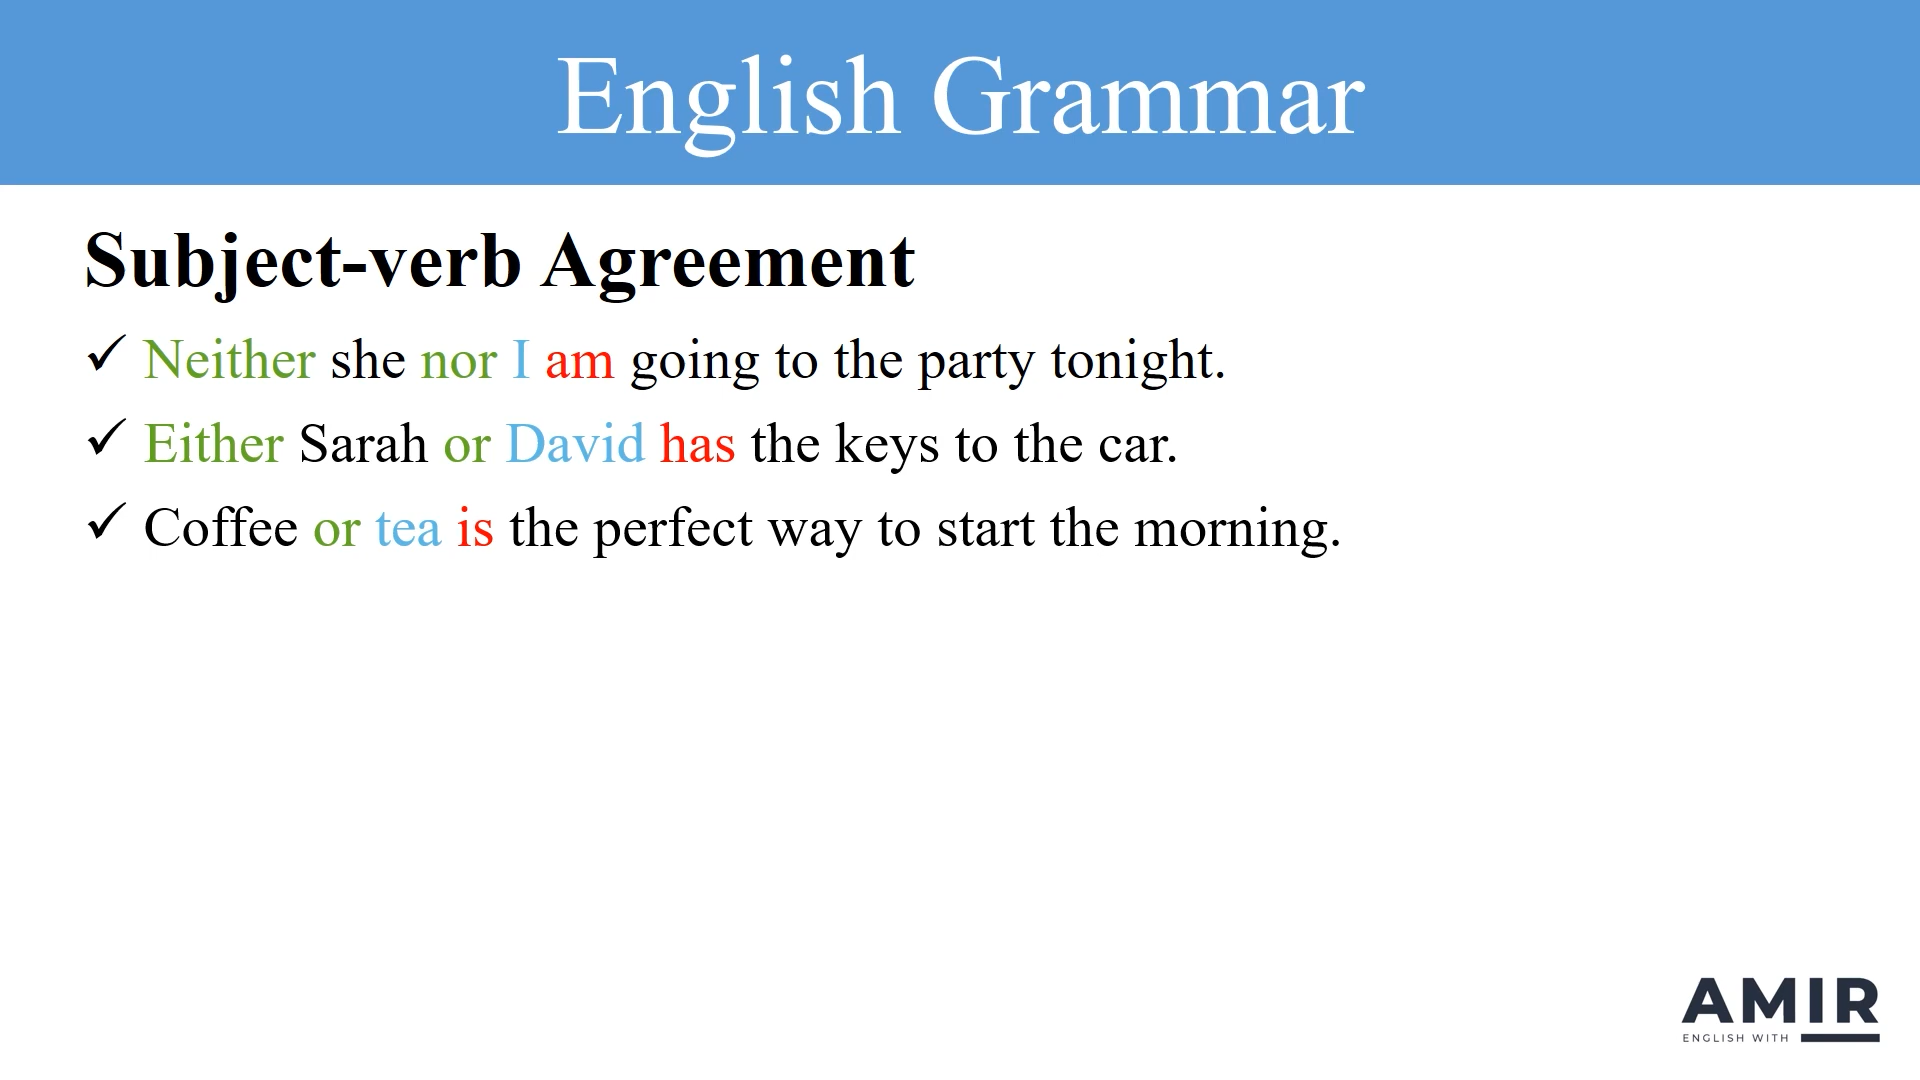 English Grammar
Subject-verb Agreement
✓ Neither she nor I am going to the party tonight.
✓ Either Sarah or David has the keys to the car.
✓ Coffee or tea is the perfect way to start the morning.
AMIR
ENGLISH WITH